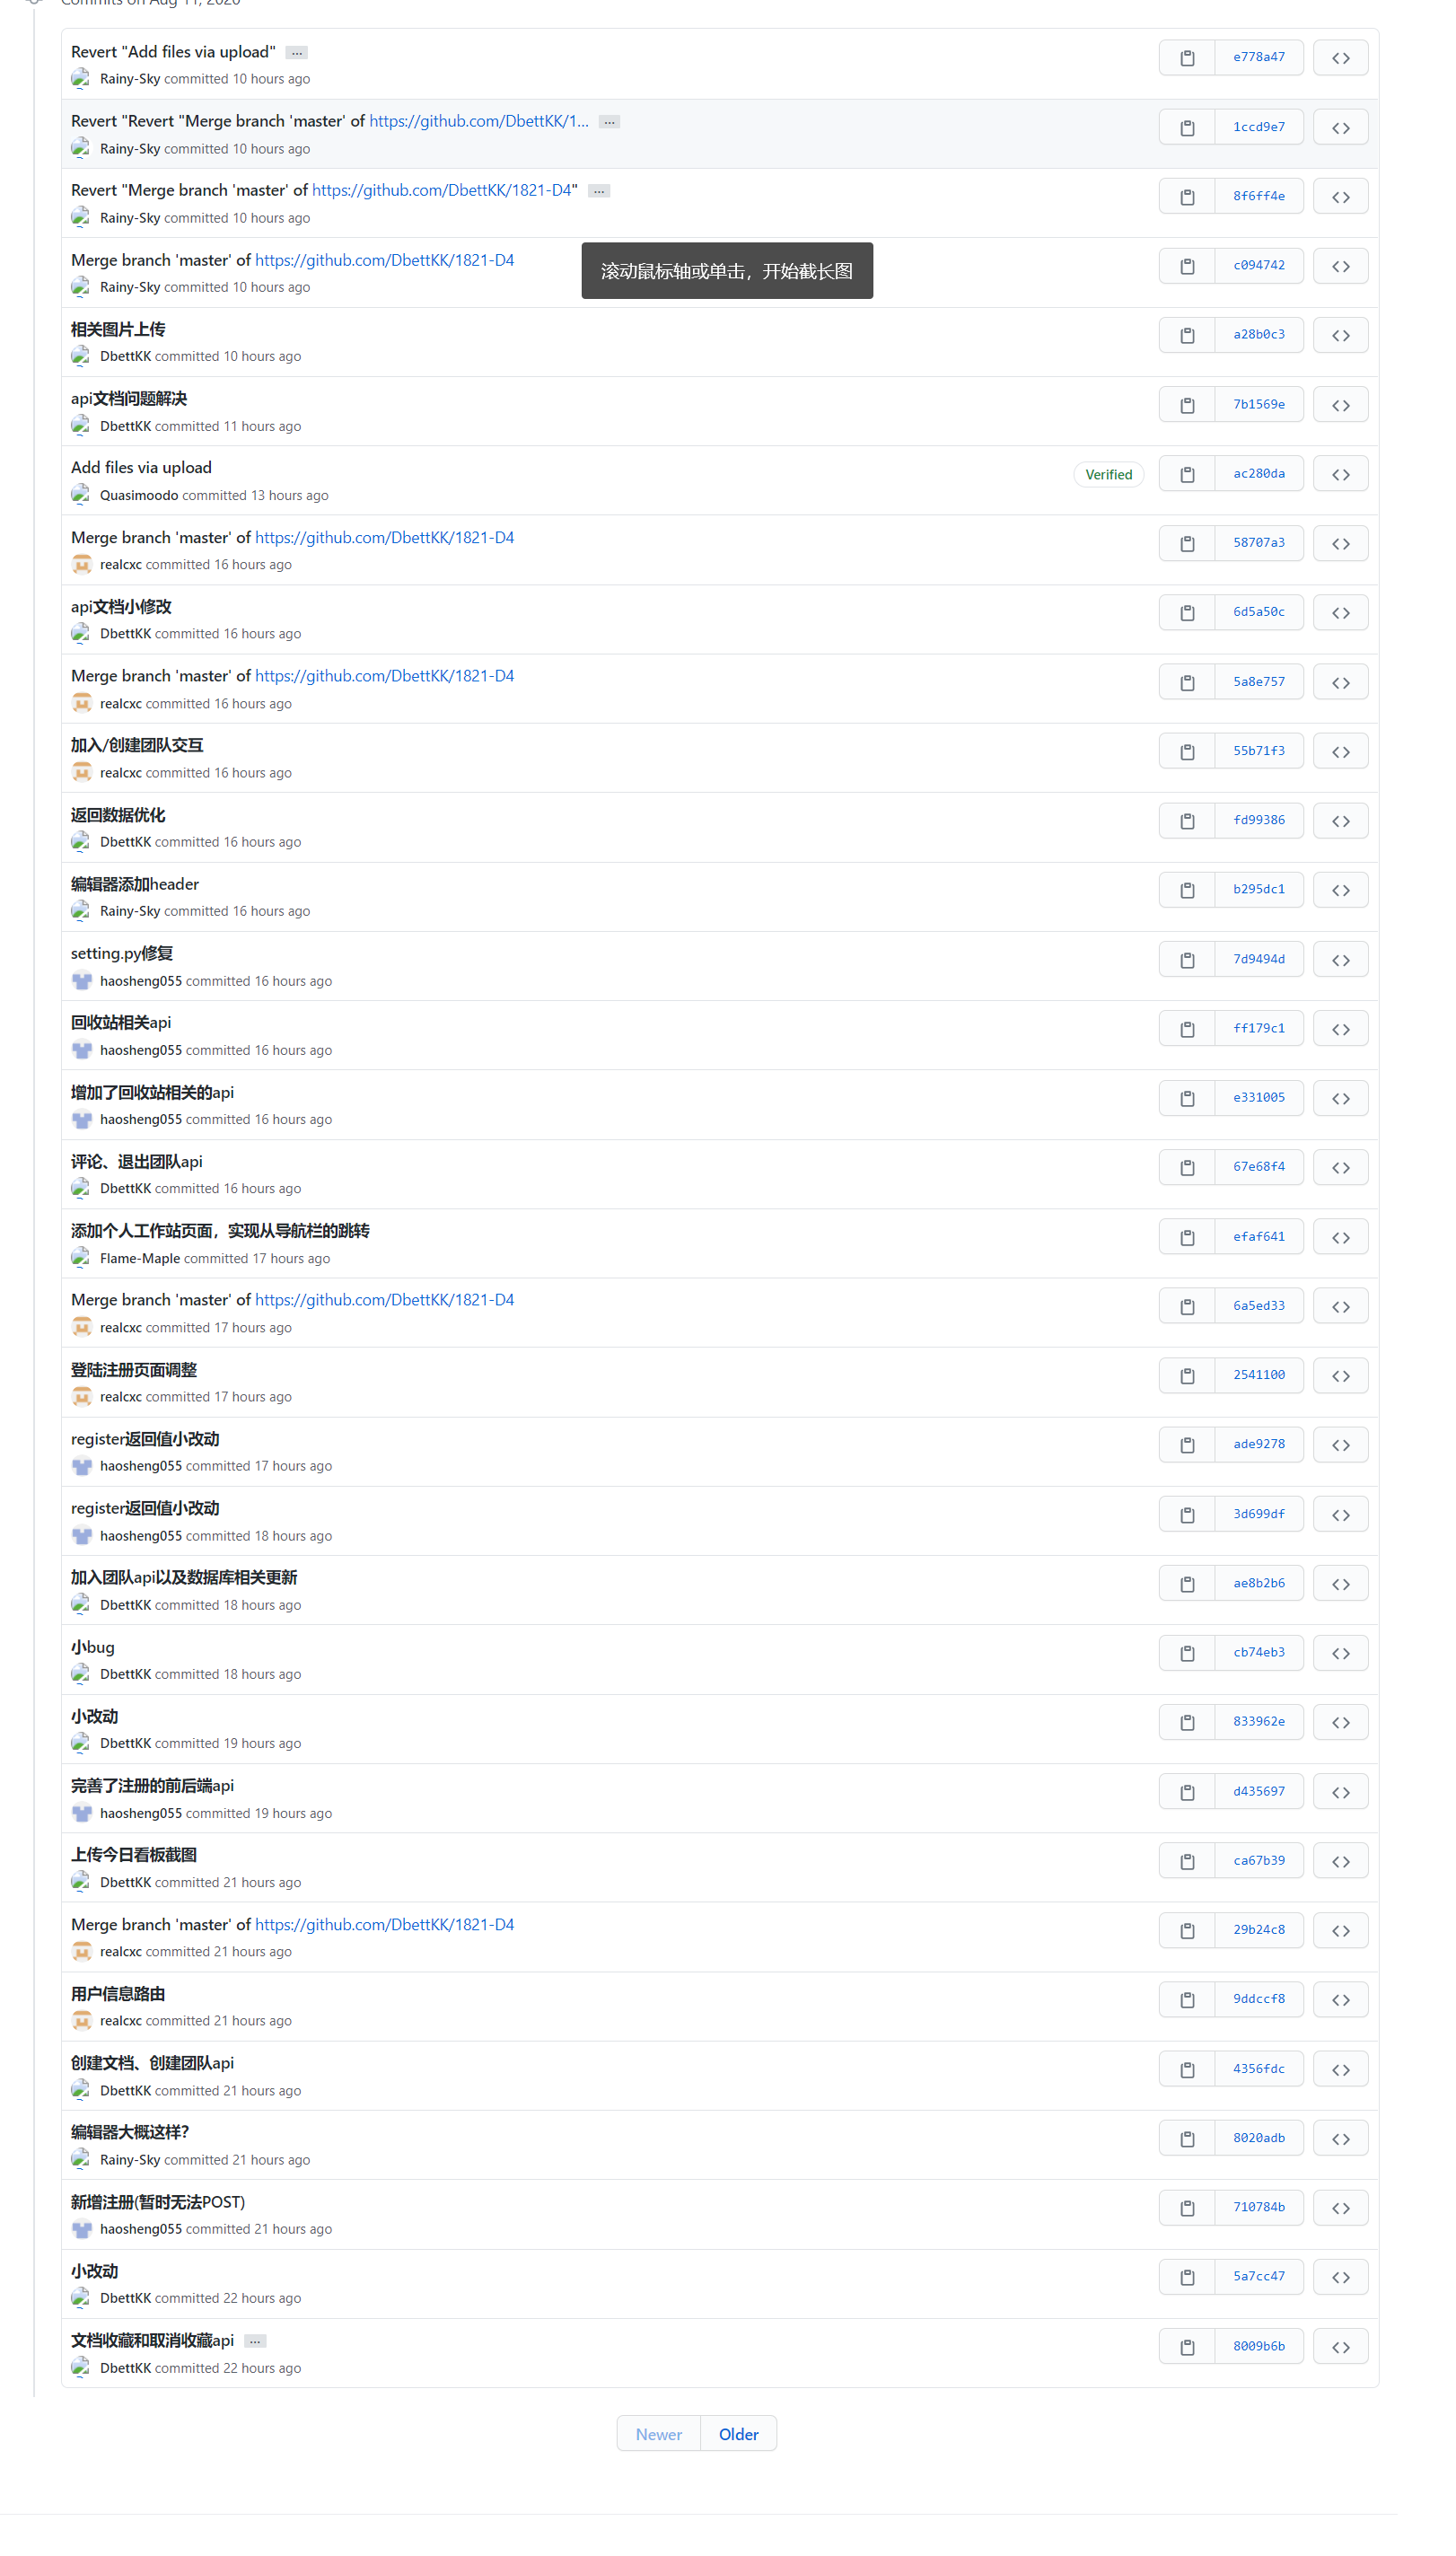 Commits on Aug 11, 2020
Revert "Add files via upload" …
Rainy-Sky committed 10 hours ago
e778a47
Revert "Revert "Merge branch 'master' of https://github.com/DbettKK/1... …
Rainy-Sky committed 10 hours ago
1ccd9e7
Revert "Merge branch 'master' of https://github.com/DbettKK/1821-D4" …
Rainy-Sky committed 10 hours ago
8f6ff4e
Merge branch 'master' of https://github.com/DbettKK/1821-D4
Rainy-Sky committed 10 hours ago
c094742
滚动鼠标轴或单击，开始截长图
相关图片上传
DbettKK committed 10 hours ago
a28b0c3
api文档问题解决
DbettKK committed 11 hours ago
7b1569e
Add files via upload
Quasimoodo committed 13 hours ago
Verified
ac280da
Merge branch 'master' of https://github.com/DbettKK/1821-D4
realcxc committed 16 hours ago
58707a3
api文档小修改
DbettKK committed 16 hours ago
6d5a50c
Merge branch 'master' of https://github.com/DbettKK/1821-D4
realcxc committed 16 hours ago
5a8e757
加入/创建团队交互
realcxc committed 16 hours ago
55b71f3
返回数据优化
DbettKK committed 16 hours ago
fd99386
编辑器添加header
Rainy-Sky committed 16 hours ago
b295dc1
setting.py修复
haosheng055 committed 16 hours ago
7d9494d
回收站相关api
haosheng055 committed 16 hours ago
ff179c1
增加了回收站相关的api
haosheng055 committed 16 hours ago
e331005
评论、退出团队api
DbettKK committed 16 hours ago
67e68f4
添加个人工作站页面，实现从导航栏的跳转
Flame-Maple committed 17 hours ago
efaf641
Merge branch 'master' of https://github.com/DbettKK/1821-D4
realcxc committed 17 hours ago
6a5ed33
登陆注册页面调整
realcxc committed 17 hours ago
2541100
register返回值小改动
haosheng055 committed 17 hours ago
ade9278
register返回值小改动
haosheng055 committed 18 hours ago
3d699df
加入团队api以及数据库相关更新
DbettKK committed 18 hours ago
ae8b2b6
小bug
DbettKK committed 18 hours ago
cb74eb3
小改动
DbettKK committed 19 hours ago
833962e
完善了注册的前后端api
haosheng055 committed 19 hours ago
d435697
上传今日看板截图
DbettKK committed 21 hours ago
ca67b39
Merge branch 'master' of https://github.com/DbettKK/1821-D4
realcxc committed 21 hours ago
29b24c8
用户信息路由
realcxc committed 21 hours ago
9ddccf8
创建文档、创建团队api
DbettKK committed 21 hours ago
4356fdc
编辑器大概这样?
Rainy-Sky committed 21 hours ago
8020adb
新增注册(暂时无法POST)
haosheng055 committed 21 hours ago
710784b
小改动
DbettKK committed 22 hours ago
5a7cc47
文档收藏和取消收藏api …
DbettKK committed 22 hours ago
8009b6b
Newer Older